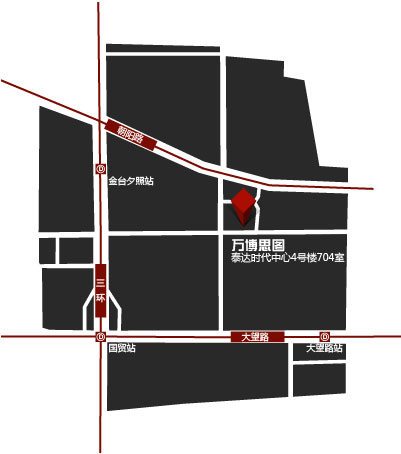 朝阳路
金台夕照站
万博思图
泰达时代中心4号楼704室
三环
大望路
国贸站
大望路站